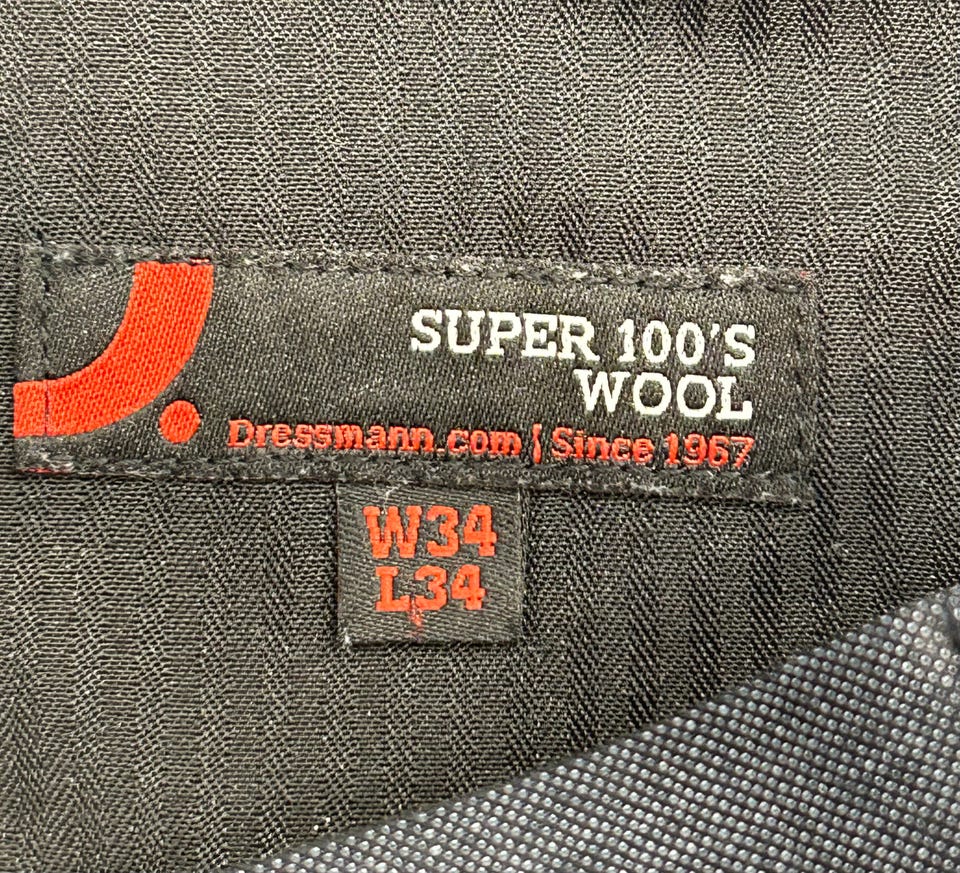 SUPER 100'S
WOOL
Dressmann.com | Since 1967
W34
L34